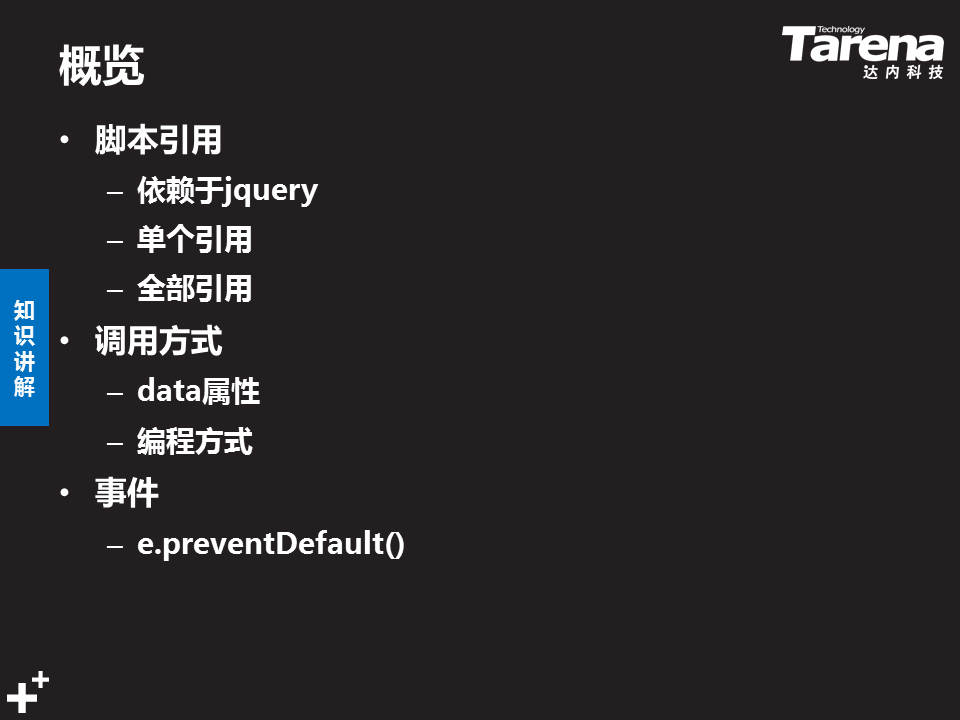 概览
Technology
Tarena
达内科技
• 脚本引用
– 依赖于jquery
– 单个引用
– 全部引用
• 调用方式
– data属性
– 编程方式
• 事件
– e.preventDefault()
知识讲解